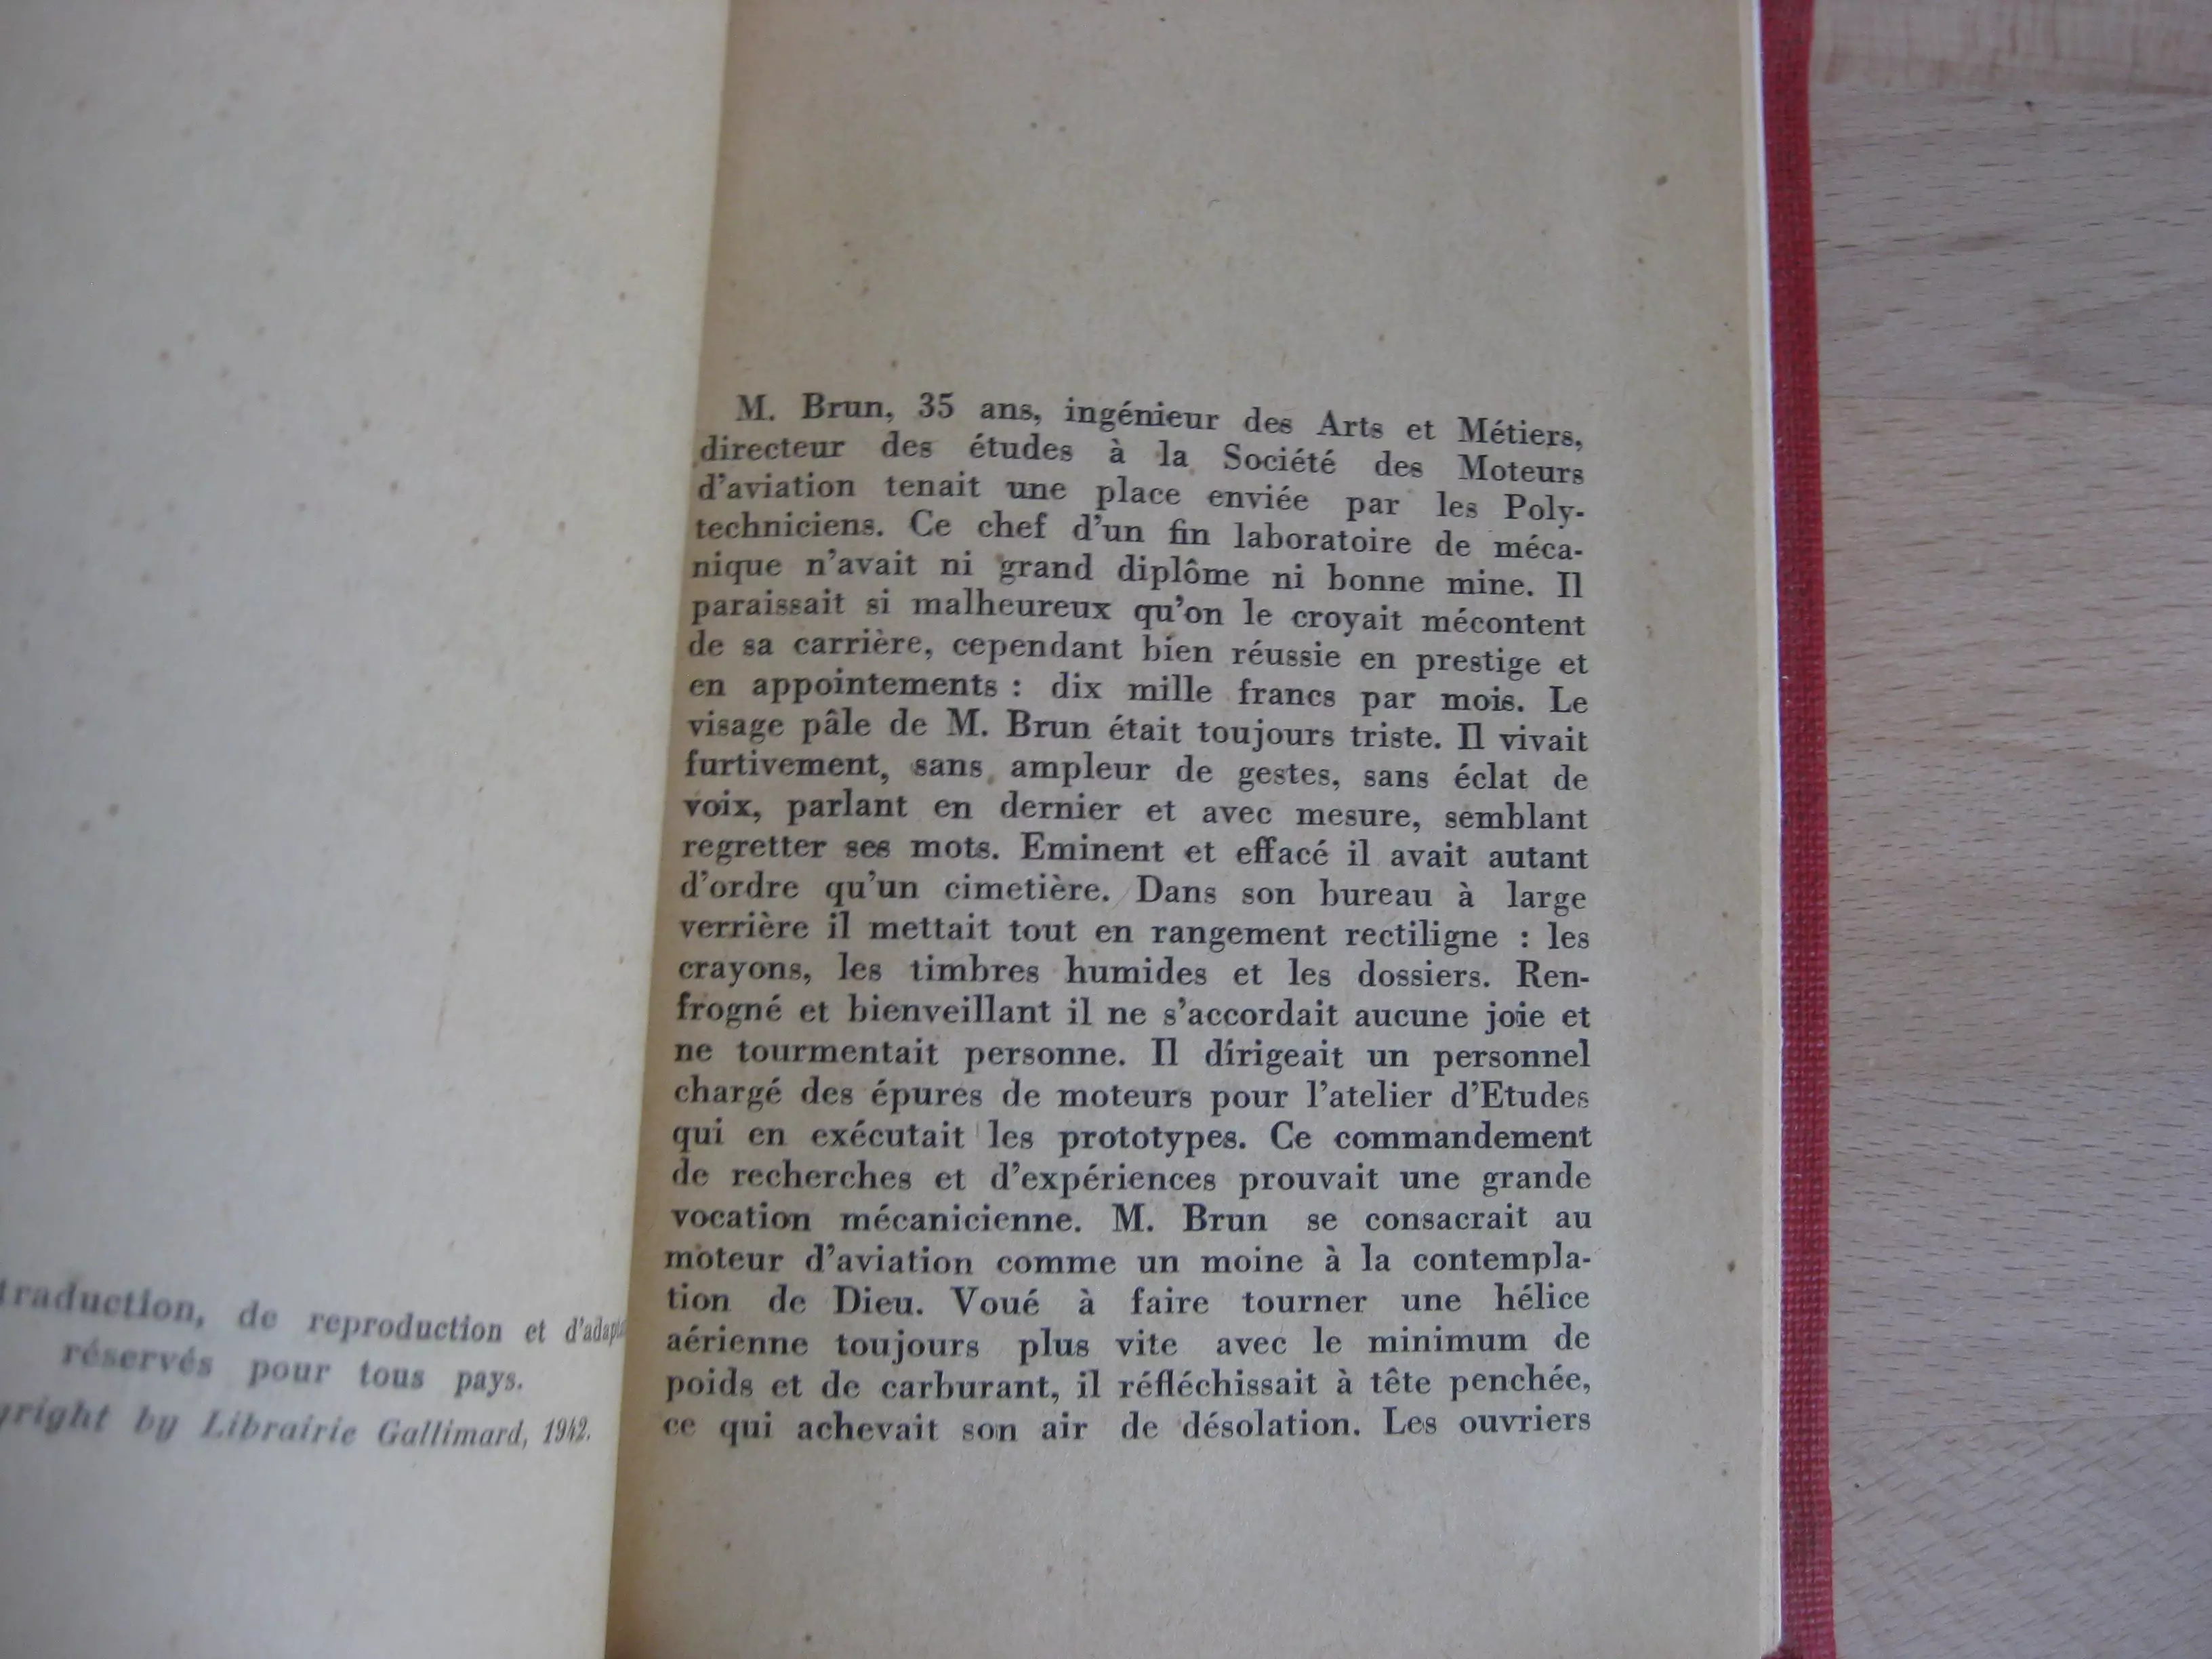 traduction, de reproduction et
réservés pour tous pays.
by Librairie Gallimard, 1942.
M. Brun, 35 ans, ingénieur des Arts et Métiers,
directeur des études à la Société des Moteurs
d'aviation tenait une place enviée par les Poly-
techniciens. Ce chef d'un fin laboratoire de méca-
nique n'avait ni grand diplôme ni bonne mine. Il
paraissait si malheureux qu'on le croyait mécontent
de sa carrière, cependant bien réussie en prestige et
en appointements : dix mille francs par mois. Le
visage pâle de M. Brun était toujours triste. Il vivait
furtivement, sans ampleur de gestes, sans éclat de
voix, parlant en dernier et avec mesure, semblant
regretter ses mots. Eminent et effacé il avait autant
d'ordre qu'un cimetière. Dans son bureau à large
verrière il mettait tout en rangement rectiligne : les
crayons, les timbres humides et les dossiers. Ren-
frogné et bienveillant il ne s'accordait aucune joie et
ne tourmentait personne. Il dirigeait un personnel
chargé des épures de moteurs pour l'atelier d'Etudes
qui en exécutait les prototypes. Ce commandement
de recherches et d'expériences prouvait une grande
vocation mécanicienne. M. Brun se consacrait au
moteur d'aviation comme un moine à la contempla-
tion de Dieu. Voué à faire tourner une hélice
aérienne toujours plus vite avec le minimum de
poids et de carburant, il réfléchissait à tête penchée,
ce qui achevait son air de désolation. Les ouvriers